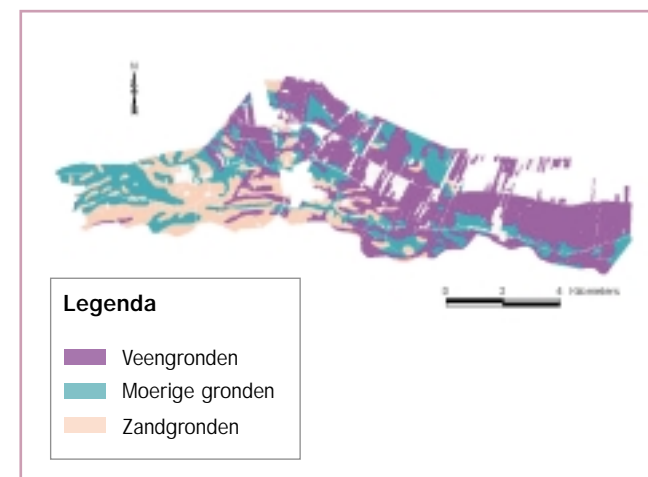 0 2 4 Kilometers
Legenda
Veengronden
Moerige gronden
Zandgronden